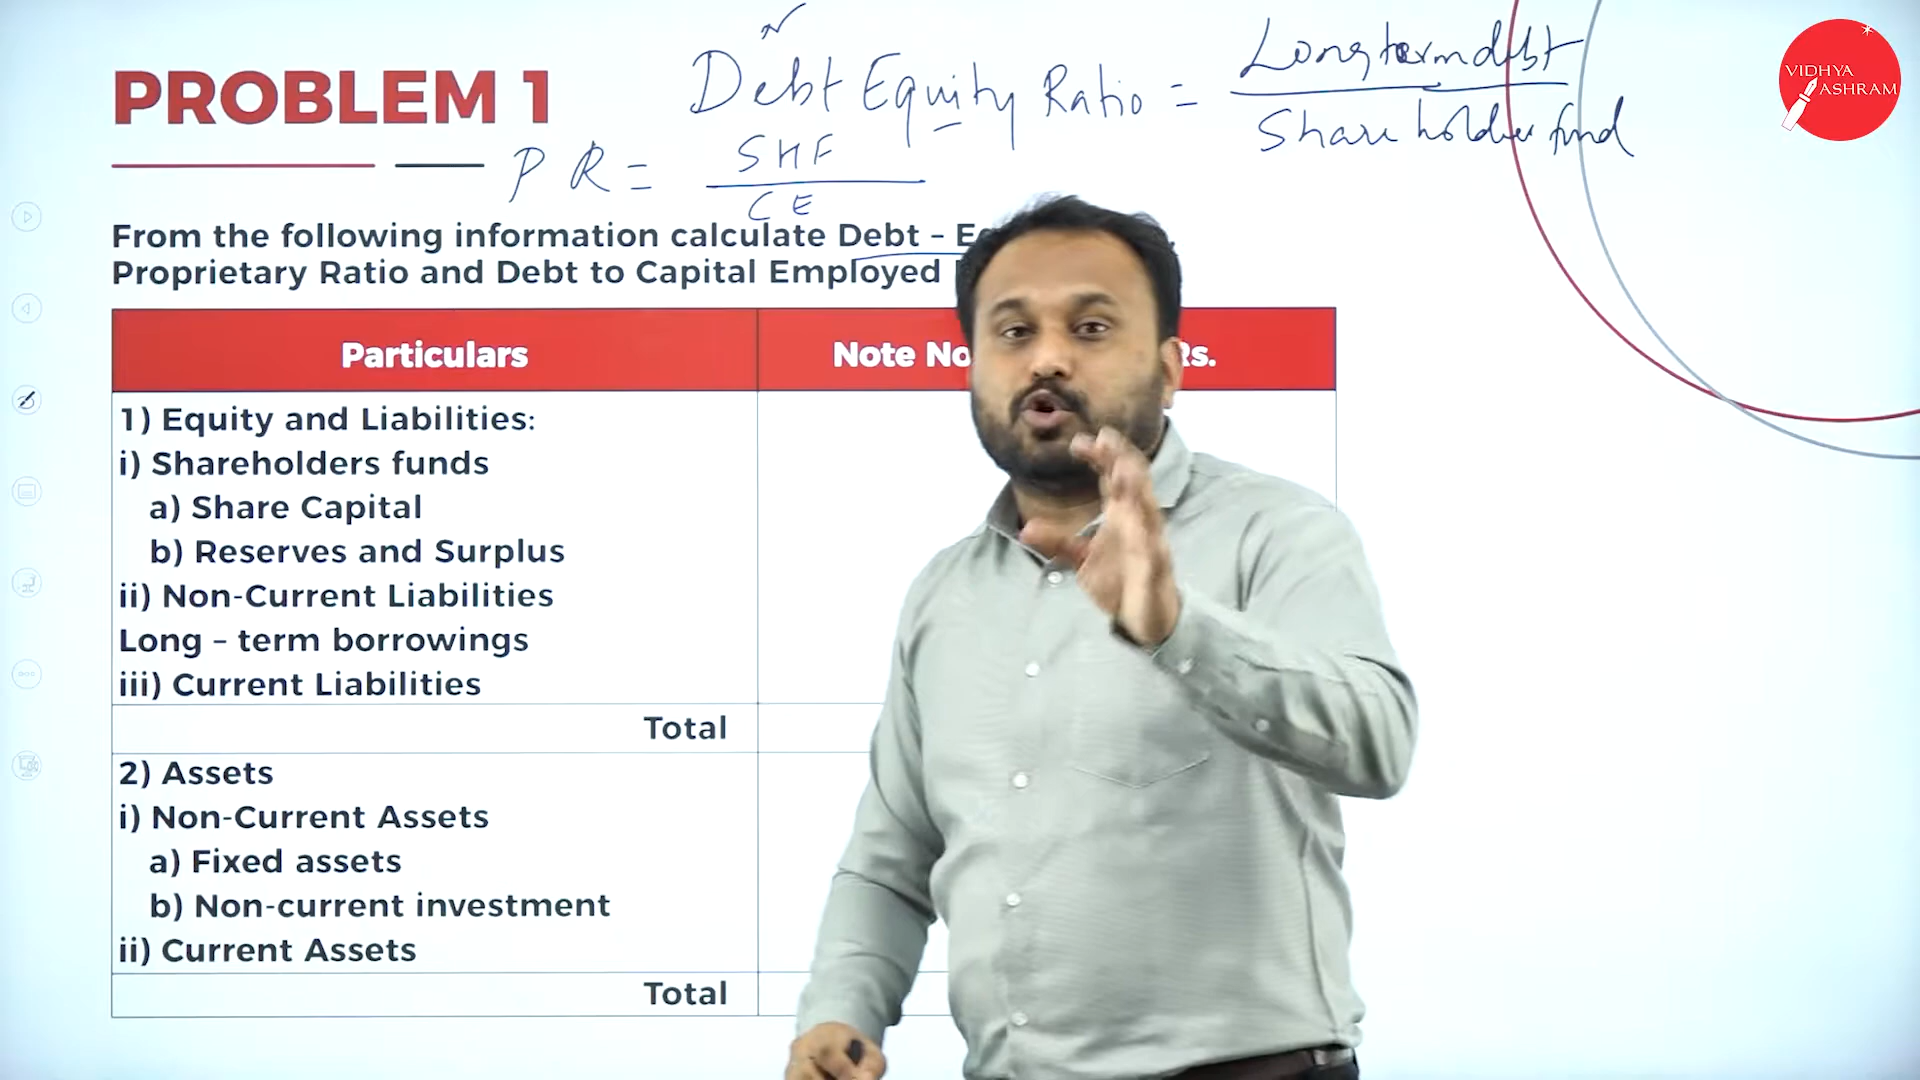 Debt Equity Ratio = Long term debt
Share holder fund
PROBLEM 1
P R = SHF
CE
VIDHYA
ASHRAM
From the following information calculate Debt –
Proprietary Ratio and Debt to Capital Employed
Particulars
Note No
Rs.
1) Equity and Liabilities:
i) Shareholders funds
a) Share Capital
b) Reserves and Surplus
ii) Non-Current Liabilities
Long – term borrowings
iii) Current Liabilities
Total
2) Assets
i) Non-Current Assets
a) Fixed assets
b) Non-current investment
ii) Current Assets
Total